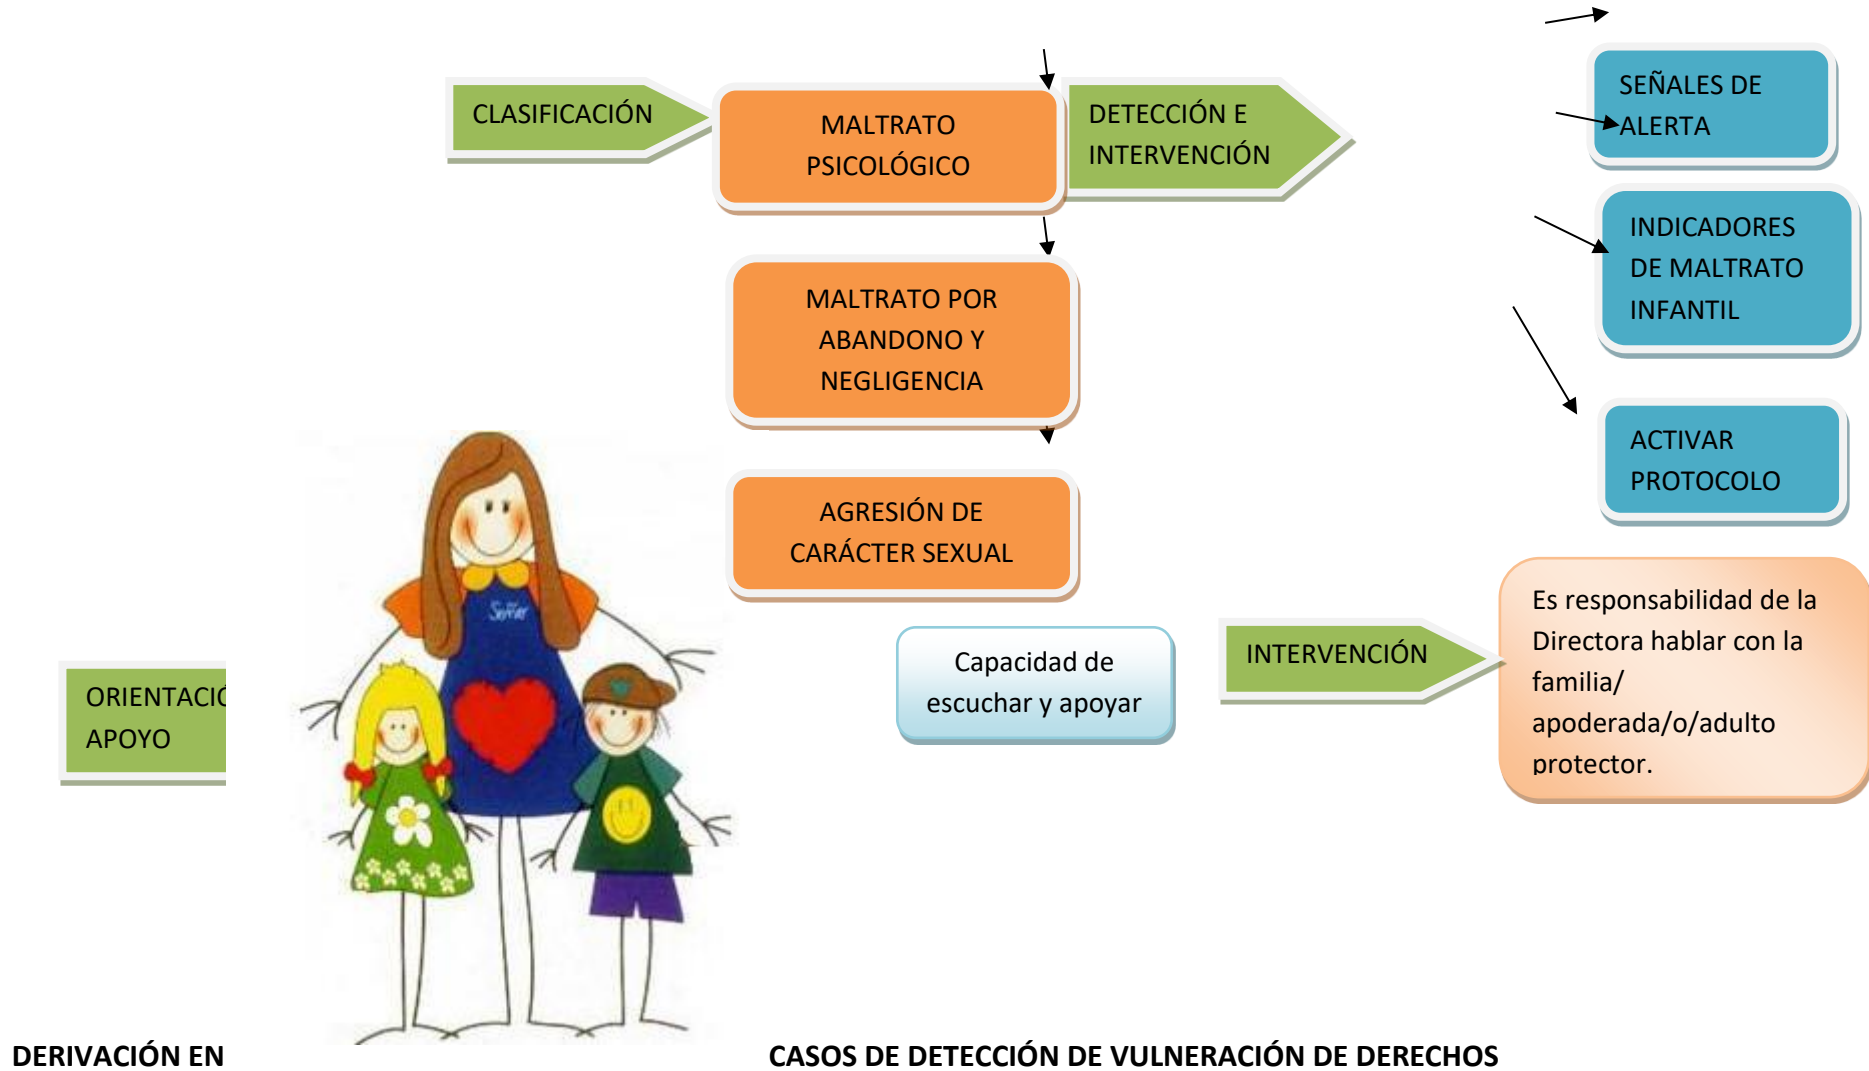 CLASIFICACIÓN
MALTRATO
PSICOLÓGICO
DETECCIÓN E
INTERVENCIÓN
SEÑALES DE
ALERTA
MALTRATO POR
ABANDONO Y
NEGLIGENCIA
INDICADORES
DE MALTRATO
INFANTIL
AGRESIÓN DE
CARÁCTER SEXUAL
ACTIVAR
PROTOCOLO
ORIENTACIÓ
APOYO
Capacidad de
escuchar y apoyar
INTERVENCIÓN
Es responsabilidad de la
Directora hablar con la
familia/
apoderada/o/adulto
protector.
DERIVACIÓN EN CASOS DE DETECCIÓN DE VULNERACIÓN DE DERECHOS